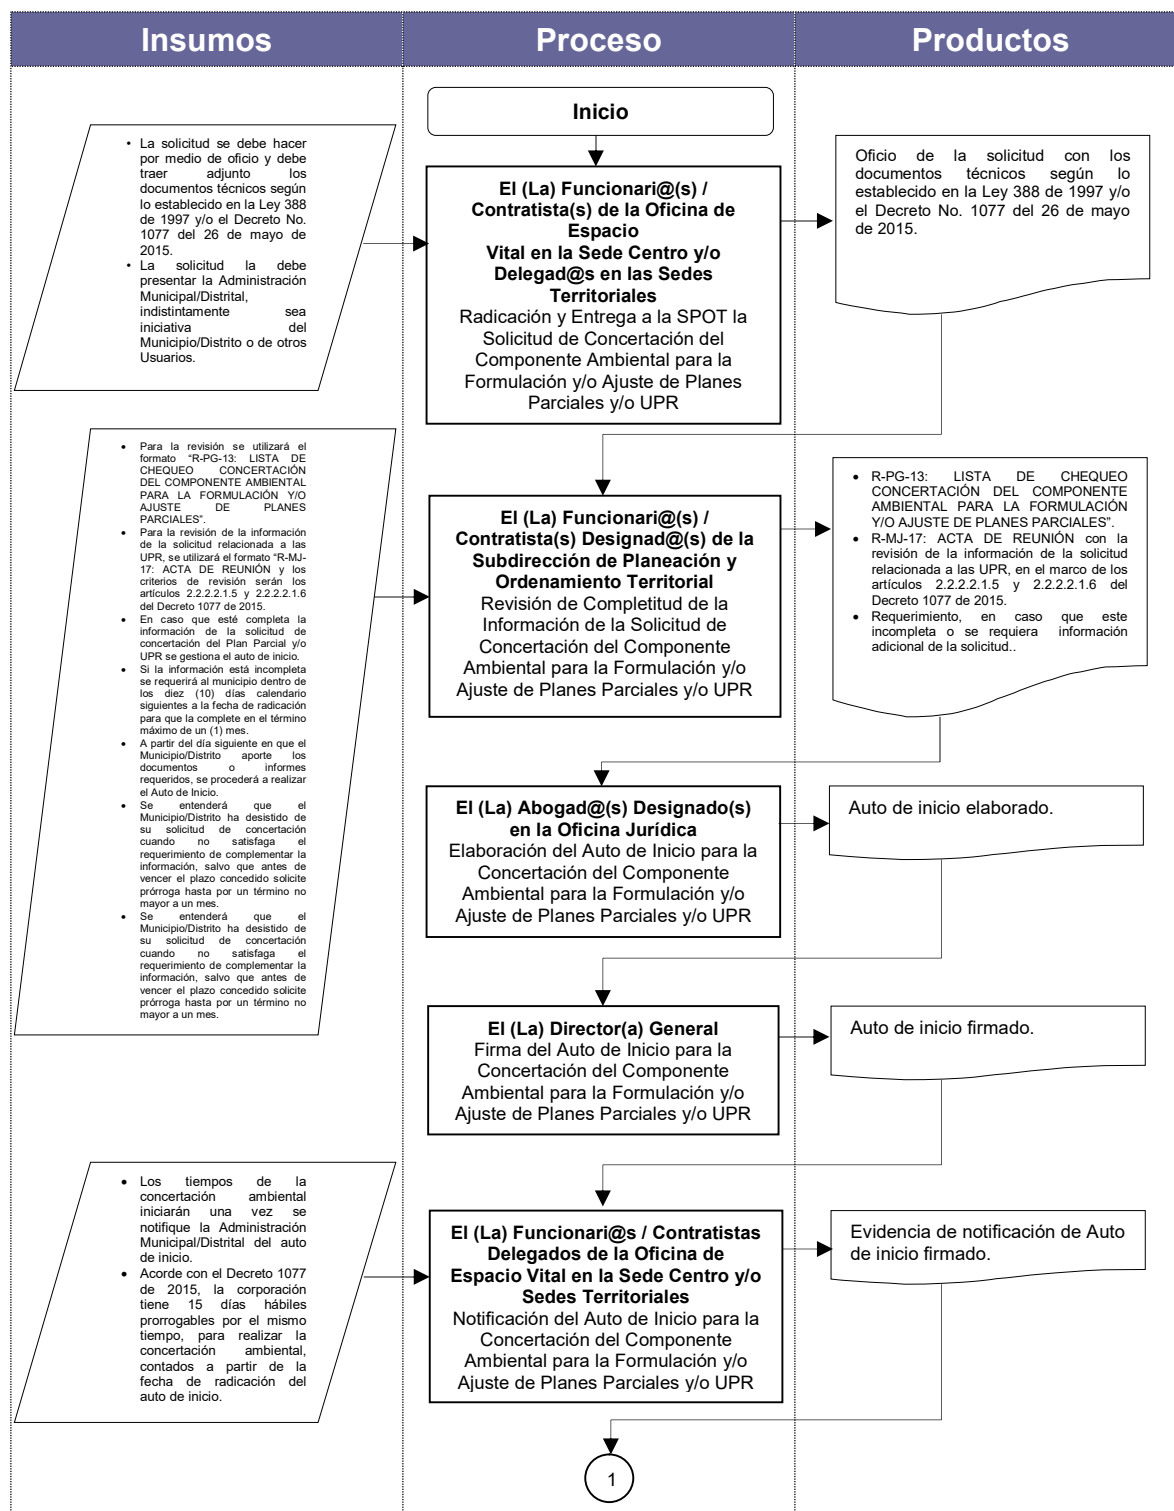 Insumos
Proceso
Productos
Inicio
• La solicitud se debe hacer
por medio de oficio y debe
traer adjunto los
documentos técnicos según
lo establecido en la Ley 388
de 1997 y/o el Decreto No.
1077 del 26 de mayo de
2015.
• La solicitud la debe
presentar la Administración
Municipal/Distrital,
indistintamente sea
iniciativa del
Municipio/Distrito o de otros
Usuarios.
El (La) Funcionari@(s) /
Contratista(s) de la Oficina de
Espacio
Vital en la Sede Centro y/o
Delegad@s en las Sedes
Territoriales
Radicación y Entrega a la SPOT la
Solicitud de Concertación del
Componente Ambiental para la
Formulación y/o Ajuste de Planes
Parciales y/o UPR
Oficio de la solicitud con los
documentos técnicos según lo
establecido en la Ley 388 de 1997 y/o
el Decreto No. 1077 del 26 de mayo
de 2015.
• Para la revisión se utilizará el
formato “R-PG-13: LISTA DE
CHEQUEO CONCERTACIÓN
DEL COMPONENTE AMBIENTAL
PARA LA FORMULACIÓN Y/O
AJUSTE DE PLANES
PARCIALES”.
• Para la revisión de la información
de la solicitud relacionada a las
UPR, se utilizará el formato “R-MJ-
17: ACTA DE REUNIÓN y los
criterios de revisión serán los
artículos 2.2.2.2.1.5 y 2.2.2.2.1.6
del Decreto 1077 de 2015.
• En caso que esté completa la
información de la solicitud de
concertación del Plan Parcial y/o
UPR se gestiona el auto de inicio.
• Si la información está incompleta
se requerirá al municipio dentro de
los diez (10) días calendario
siguientes a la fecha de radicación
para que la complete en el término
máximo de un (1) mes.
• A partir del día siguiente en que el
Municipio/Distrito aporte los
documentos o informes
requeridos, se procederá a realizar
el Auto de Inicio.
• Se entenderá que el
Municipio/Distrito ha desistido de
su solicitud de concertación
cuando no satisfaga el
requerimiento de complementar la
información, salvo que antes de
vencer el plazo concedido solicite
prórroga hasta por un término no
mayor a un mes.
• Se entenderá que el
Municipio/Distrito ha desistido de
su solicitud de concertación
cuando no satisfaga el
requerimiento de complementar la
información, salvo que antes de
vencer el plazo concedido solicite
prórroga hasta por un término no
mayor a un mes.
El (La) Funcionari@(s) /
Contratista(s) Designad@(s) de la
Subdirección de Planeación y
Ordenamiento Territorial
Revisión de Completitud de la
Información de la Solicitud de
Concertación del Componente
Ambiental para la Formulación y/o
Ajuste de Planes Parciales y/o UPR
• R-PG-13: LISTA DE CHEQUEO
CONCERTACIÓN DEL COMPONENTE
AMBIENTAL PARA LA FORMULACIÓN
Y/O AJUSTE DE PLANES PARCIALES”.
• R-MJ-17: ACTA DE REUNIÓN con la
revisión de la información de la solicitud
relacionada a las UPR, en el marco de los
artículos 2.2.2.2.1.5 y 2.2.2.2.1.6 del
Decreto 1077 de 2015.
• Requerimiento, en caso que este
incompleta o se requiera información
adicional de la solicitud..
El (La) Abogad@(s) Designado(s)
en la Oficina Jurídica
Elaboración del Auto de Inicio para la
Concertación del Componente
Ambiental para la Formulación y/o
Ajuste de Planes Parciales y/o UPR
Auto de inicio elaborado.
El (La) Director(a) General
Firma del Auto de Inicio para la
Concertación del Componente
Ambiental para la Formulación y/o
Ajuste de Planes Parciales y/o UPR
Auto de inicio firmado.
• Los tiempos de la
concertación ambiental
iniciarán una vez se
notifique la Administración
Municipal/Distrital del auto
de inicio.
• Acorde con el Decreto 1077
de 2015, la corporación
tiene 15 días hábiles
prorrogables por el mismo
tiempo, para realizar la
concertación ambiental,
contados a partir de la
fecha de radicación del
auto de inicio.
El (La) Funcionari@s / Contratistas
Delegados de la Oficina de
Espacio Vital en la Sede Centro y/o
Sedes Territoriales
Notificación del Auto de Inicio para la
Concertación del Componente
Ambiental para la Formulación y/o
Ajuste de Planes Parciales y/o UPR
Evidencia de notificación de Auto
de inicio firmado.
1